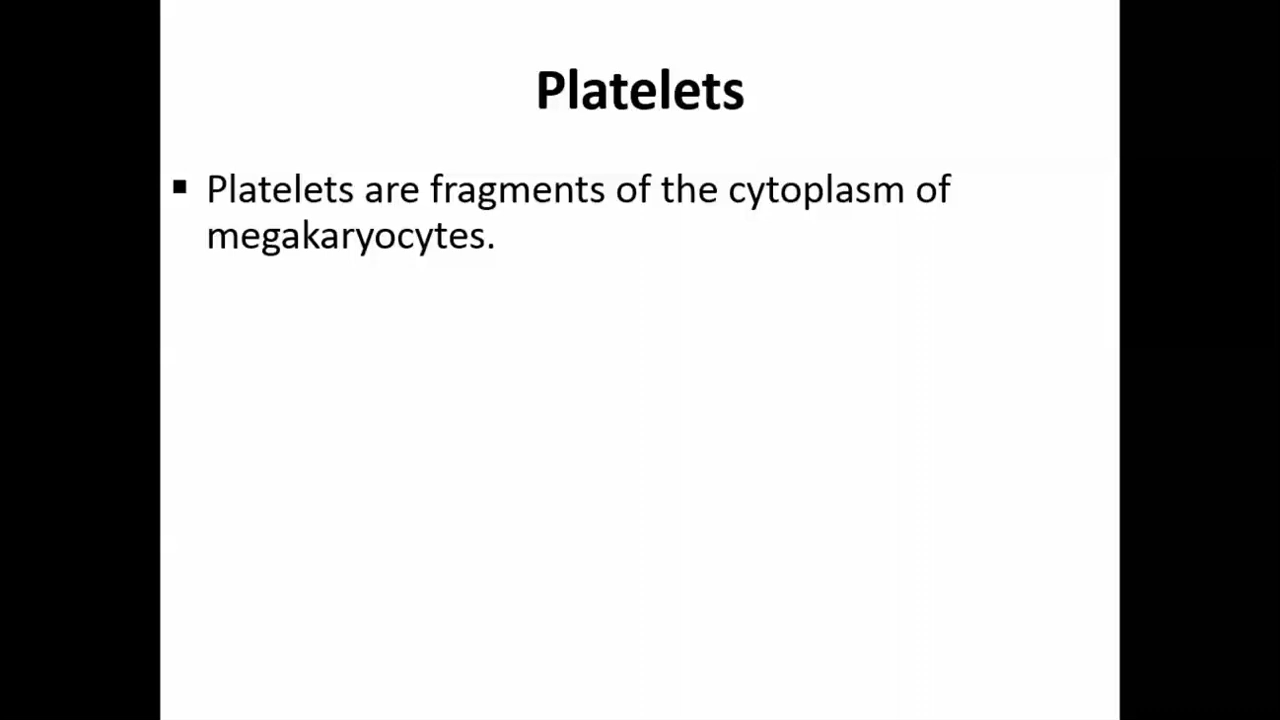 Platelets
▪ Platelets are fragments of the cytoplasm of
megakaryocytes.